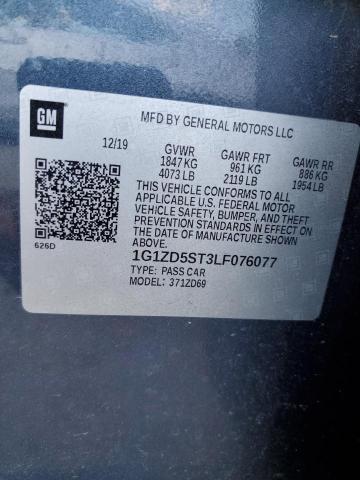 GM
MFD BY GENERAL MOTORS LLC
12/19
GVWR GAWR FRT GAWR RR
1847 KG 961 KG 886 KG
4073 LB 2119 LB 1954 LB
THIS VEHICLE CONFORMS TO ALL
APPLICABLE U.S. FEDERAL MOTOR
VEHICLE SAFETY, BUMPER, AND THEFT
PREVENTION STANDARDS IN EFFECT ON
THE DATE OF MANUFACTURE SHOWN
ABOVE.
626D
1G1ZD5ST3LF076077
TYPE: PASS CAR
MODEL: 371ZD69